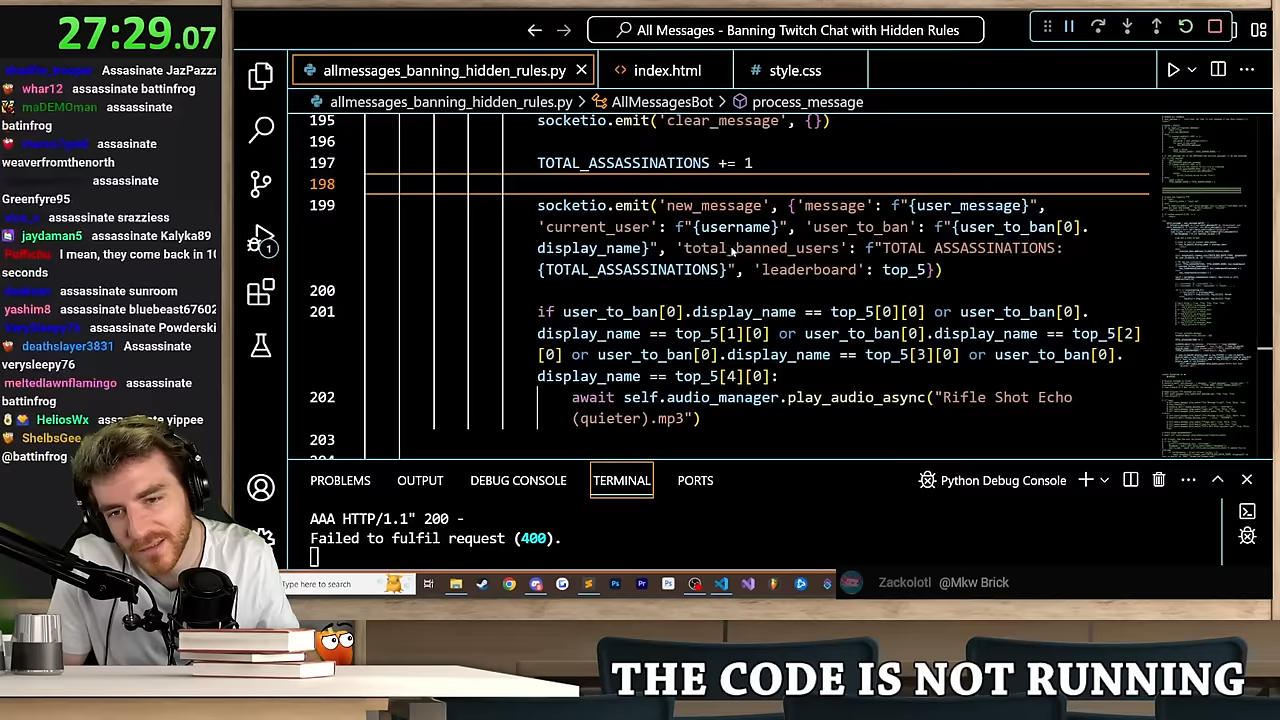 27:29.07
Assasinate JazPazz
whar12 assassinate battinfrog
maDEMOman assassinate
batinfrog
assasinate
weaverfromthenorth
assassinate
Greenfyre95
assassinate srazziess
jaydaman5 assassinate Kalyka89
I mean, they come back in 10
seconds
assassinate sunroom
yashim8 assassinate bluebeast67602
assassinate Powderski
deathslayer3831 Assassinate
verysleepy76
meltedlawnflamingo assassinate
battinfrog
HeliosWx yippee
ShelbsGee
@battinfrog
All Messages - Banning Twitch Chat with Hidden Rules
allmessages_banning_hidden_rules.py
<> index.html
# style.css
allmessages_banning_hidden_rules.py > AllMessagesBot > process_message
195 socketio.emit('clear_message', {})
196
197 TOTAL_ASSASSINATIONS += 1
198
199 socketio.emit('new_message', {'message': f"{user_message}",
'current_user': f"{username}", 'user_to_ban': f"{user_to_ban[0].
display_name}", 'total_banned_users': f"TOTAL ASSASSINATIONS:
{TOTAL_ASSASSINATIONS}", 'leaderboard': top_5})
200
201 if user_to_ban[0].display_name == top_5[0][0] or user_to_ban[0].
display_name == top_5[1][0] or user_to_ban[0].display_name == top_5[2]
[0] or user_to_ban[0].display_name == top_5[3][0] or user_to_ban[0].
display_name == top_5[4][0]:
202 await self.audio_manager.play_audio_async("Rifle Shot Echo
(quieter).mp3")
203
1
PROBLEMS OUTPUT DEBUG CONSOLE TERMINAL PORTS
Python Debug Console
AAA HTTP/1.1" 200 -
Failed to fulfil request (400).
Type here to search
Zackolotl @Mkw Brick
THE CODE IS NOT RUNNING